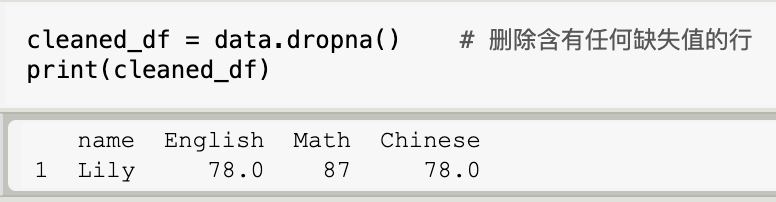 cleaned_df = data.dropna()    # 删除含有任何缺失值的行
print(cleaned_df)
   name  English  Math  Chinese
1  Lily     78.0    87     78.0